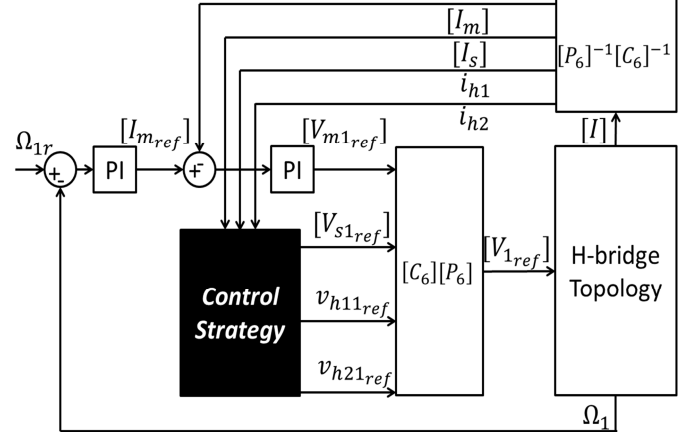 [I_m]
[I_s]
i_{h1}
i_{h2}
[P_6]^{-1}[C_6]^{-1}
[I]
Ω_{1r}
+
-
PI
[I_{m_{ref}}]
+
-
PI
[V_{m1_{ref}}]
[V_{s1_{ref}}]
v_{h11_{ref}}
v_{h21_{ref}}
Control
Strategy
[C_6][P_6]
[V_{1_{ref}}]
H-bridge
Topology
Ω_1